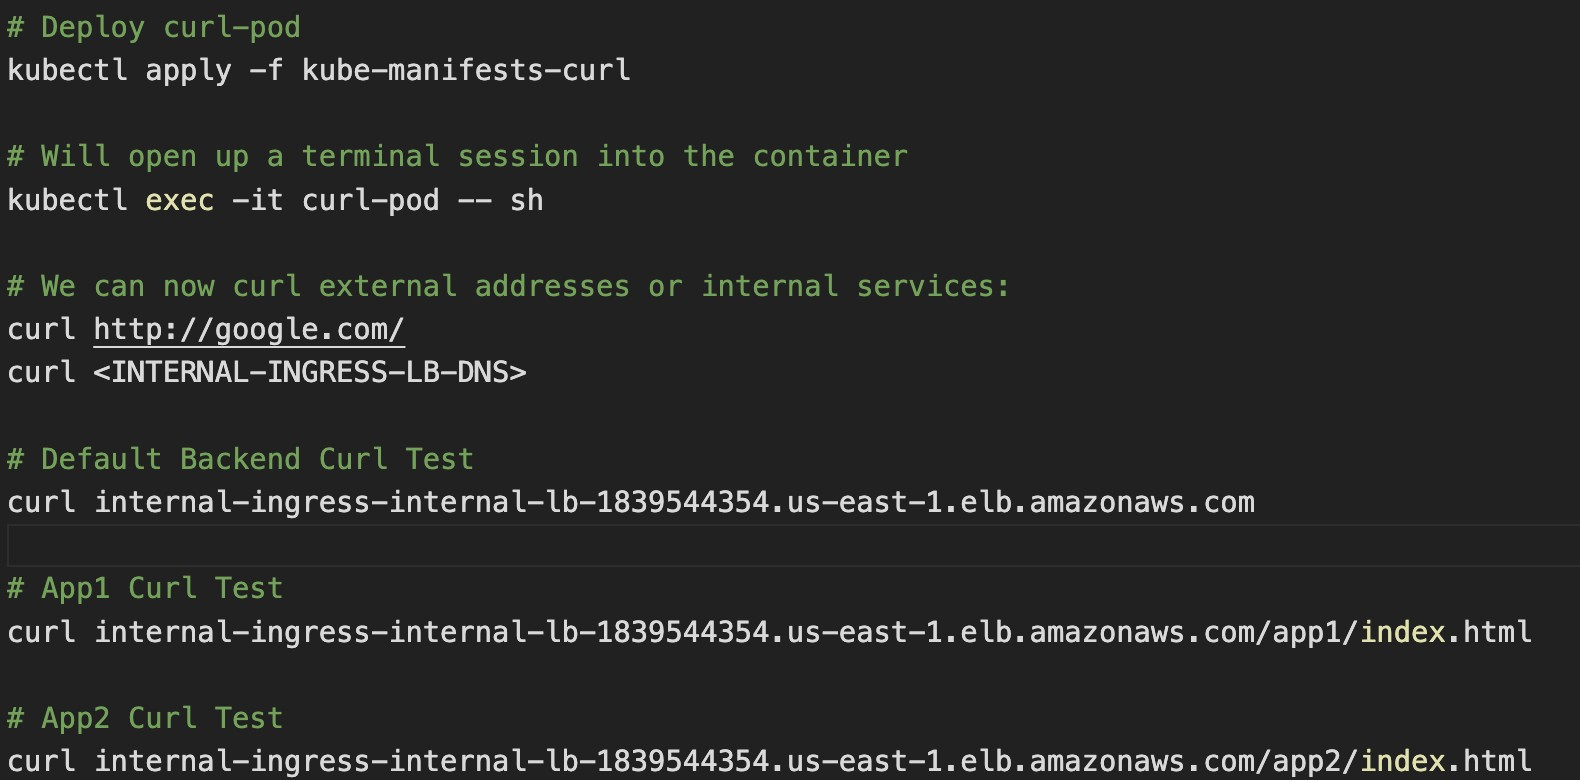 # Deploy curl-pod
kubectl apply -f kube-manifests-curl
# Will open up a terminal session into the container
kubectl exec -it curl-pod -- sh
# We can now curl external addresses or internal services:
curl http://google.com/
curl <INTERNAL-INGRESS-LB-DNS>
# Default Backend Curl Test
curl internal-ingress-internal-lb-1839544354.us-east-1.elb.amazonaws.com
# App1 Curl Test
curl internal-ingress-internal-lb-1839544354.us-east-1.elb.amazonaws.com/app1/index.html
# App2 Curl Test
curl internal-ingress-internal-lb-1839544354.us-east-1.elb.amazonaws.com/app2/index.html